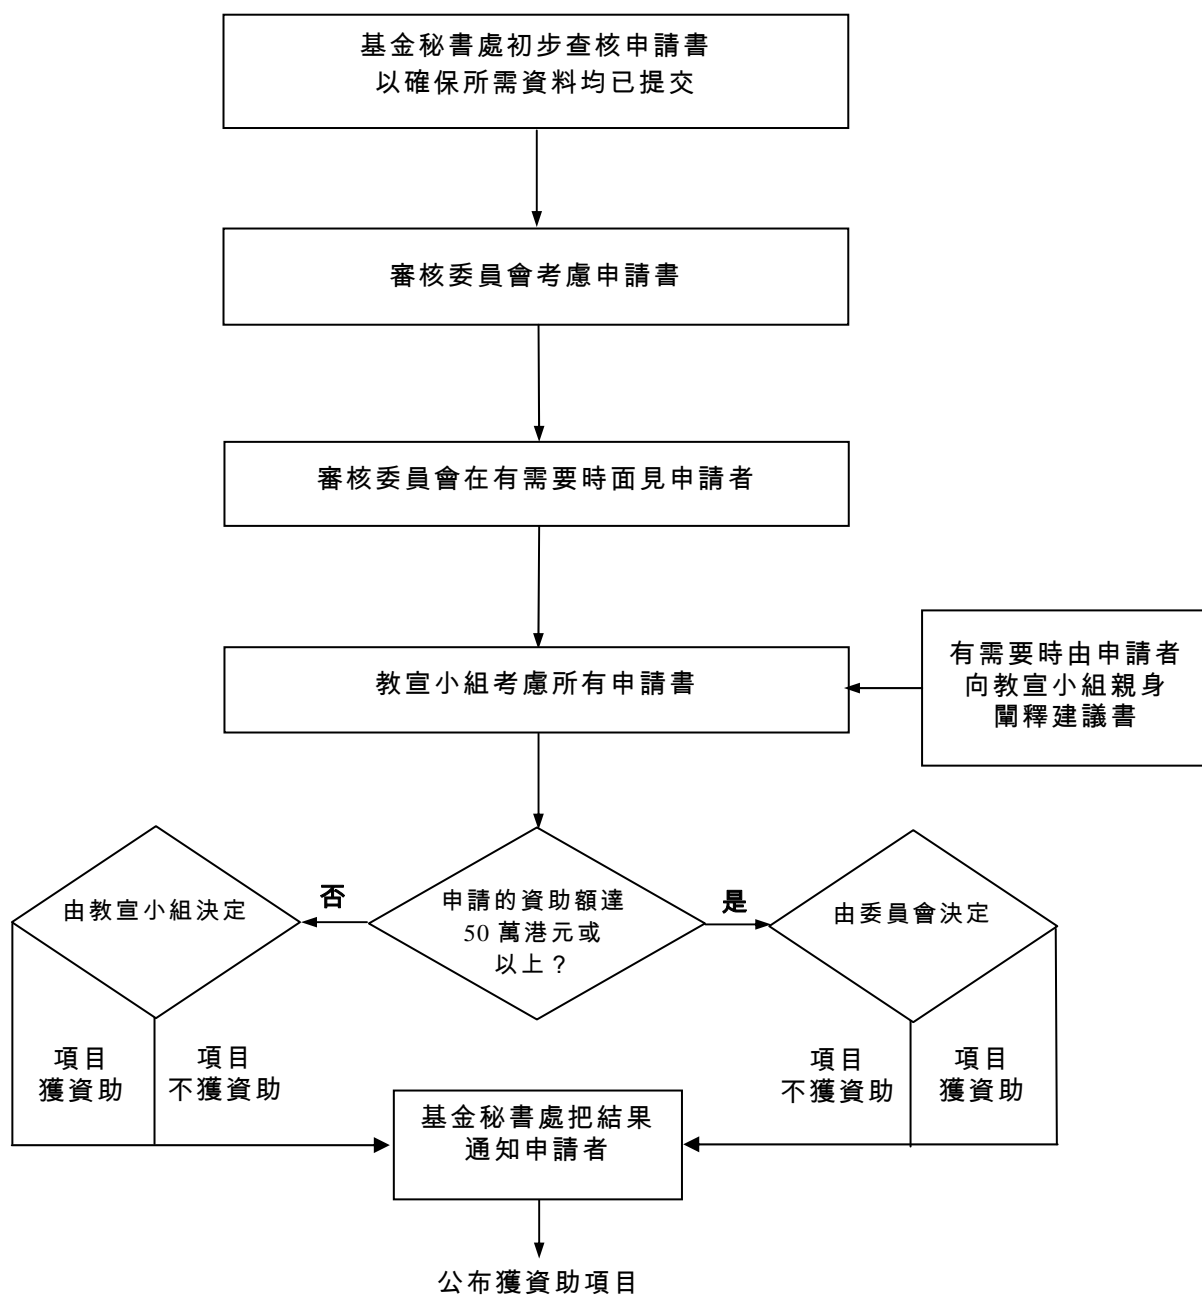 基金秘書處初步查核申請書
以確保所需資料均已提交
審核委員會考慮申請書
審核委員會在有需要時面見申請者
教宣小組考慮所有申請書
有需要時由申請者
向教宣小組親身
闡釋建議書
由教宣小組決定
否
申請的資助額達
50 萬港元或
以上？
是
由委員會決定
項目
獲資助
項目
不獲資助
項目
不獲資助
項目
獲資助
基金秘書處把結果
通知申請者
公布獲資助項目